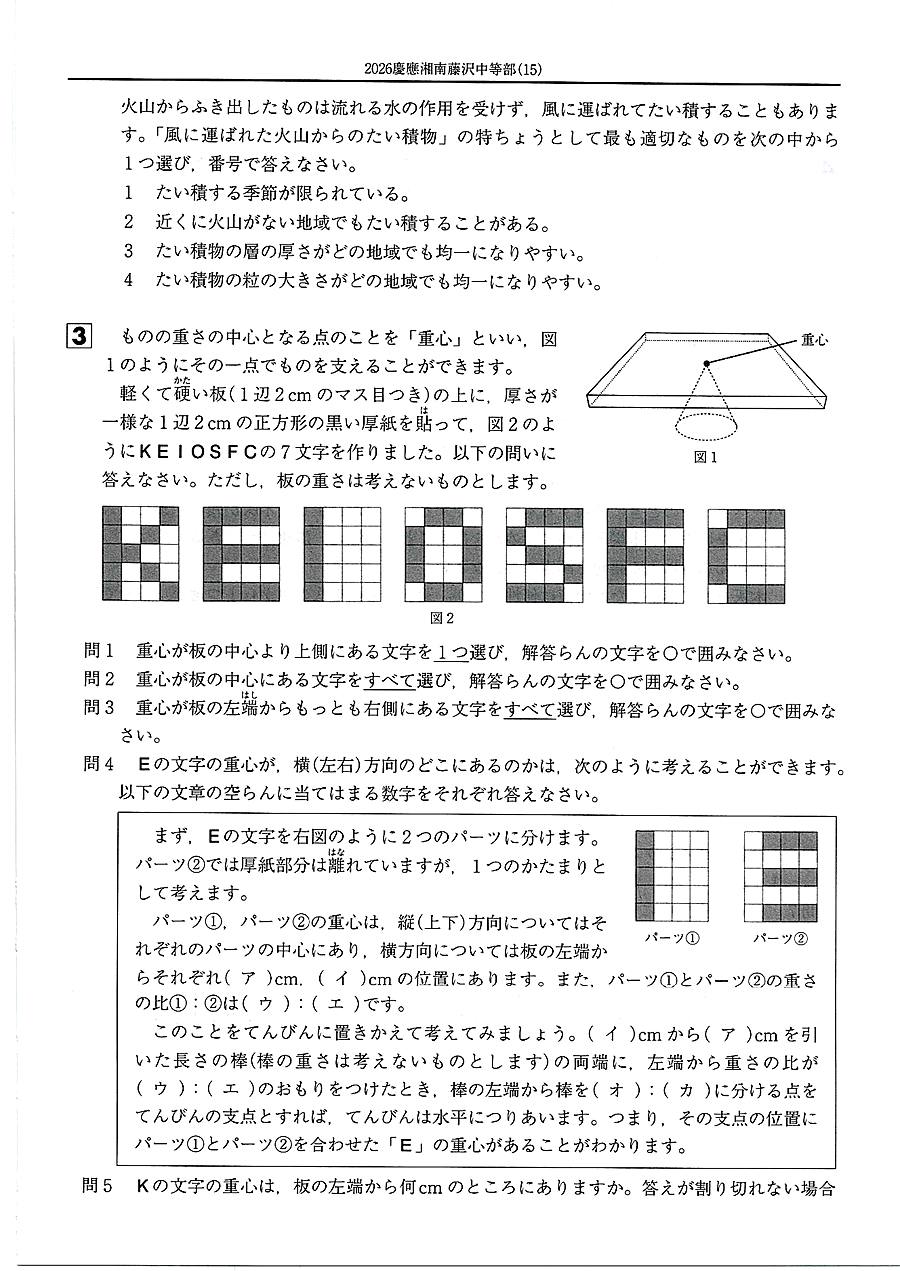 2026慶應湘南藤沢中等部(15)
火山からふき出したものは流れる水の作用を受けず，風に運ばれてたい積することもありま
す。「風に運ばれた火山からのたい積物」の特ちょうとして最も適切なものを次の中から
1つ選び，番号で答えなさい。
1 たい積する季節が限られている。
2 近くに火山がない地域でもたい積することがある。
3 たい積物の層の厚さがどの地域でも均一になりやすい。
4 たい積物の粒の大きさがどの地域でも均一になりやすい。
3 ものの重さの中心となる点のことを「重心」といい，図
1のようにその一点でものを支えることができます。
かた
軽くて硬い板(1辺2cmのマス目つき)の上に，厚さが
は
一様な1辺2cmの正方形の黒い厚紙を貼って，図2のよ
うにKEIOSFCの7文字を作りました。以下の問いに
答えなさい。ただし，板の重さは考えないものとします。
重心
図1
図2
問1 重心が板の中心より上側にある文字を1つ選び，解答らんの文字を○で囲みなさい。
問2 重心が板の中心にある文字をすべて選び，解答らんの文字を○で囲みなさい。
はし
問3 重心が板の左端からもっとも右側にある文字をすべて選び，解答らんの文字を○で囲みな
さい。
問4 Eの文字の重心が，横(左右)方向のどこにあるのかは，次のように考えることができます。
以下の文章の空らんに当てはまる数字をそれぞれ答えなさい。
まず，Eの文字を右図のように2つのパーツに分けます。
はな
パーツ②では厚紙部分は離れていますが，1つのかたまりと
して考えます。
パーツ①，パーツ②の重心は，縦(上下)方向についてはそ
れぞれのパーツの中心にあり，横方向については板の左端か
らそれぞれ( ア )cm，( イ )cmの位置にあります。また，パーツ①とパーツ②の重さ
の比①：②は( ウ )：( エ )です。
パーツ①
パーツ②
このことをてんびんに置きかえて考えてみましょう。( イ )cmから( ア )cmを引
いた長さの棒(棒の重さは考えないものとします)の両端に，左端から重さの比が
( ウ )：( エ )のおもりをつけたとき，棒の左端から棒を( オ )：( カ )に分ける点を
てんびんの支点とすれば，てんびんは水平につりあいます。つまり，その支点の位置に
パーツ①とパーツ②を合わせた「E」の重心があることがわかります。
問5 Kの文字の重心は，板の左端から何cmのところにありますか。答えが割り切れない場合